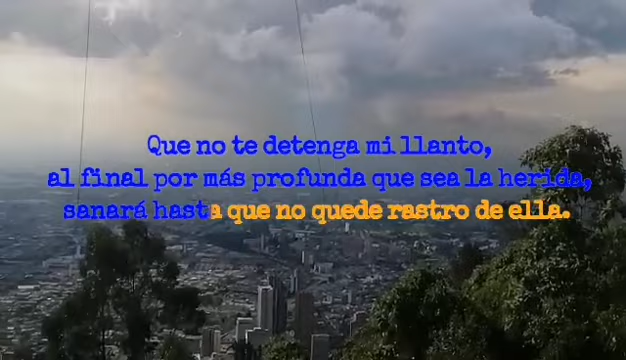 Que no te detenga mi llanto,
al final por más profunda que sea la herida,
sanará hasta que no quede rastro de ella.